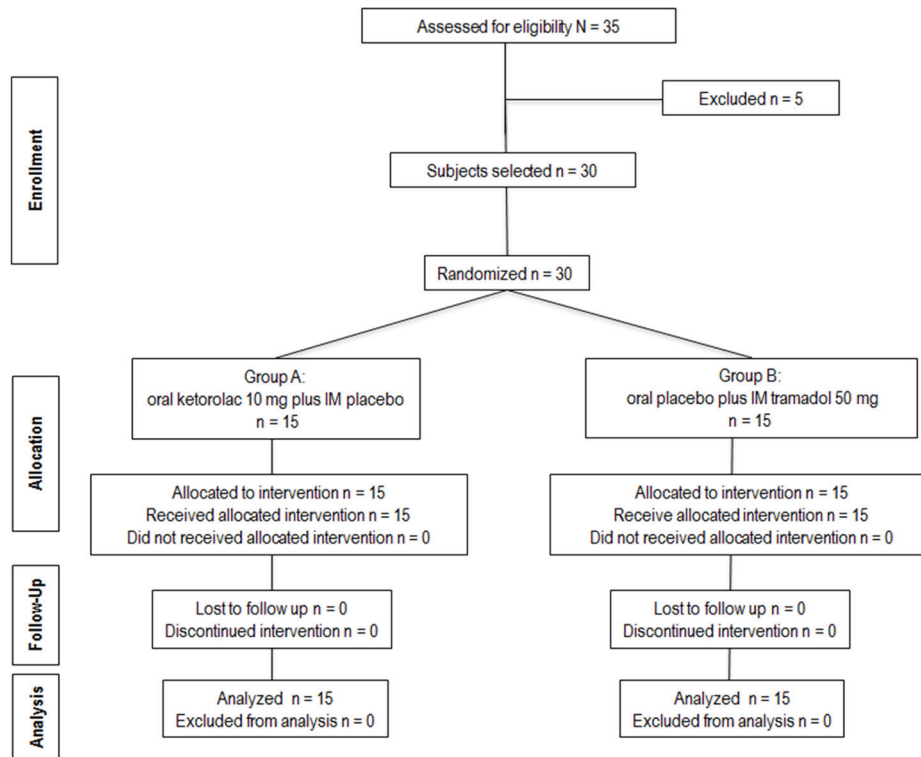 Assessed for eligibility N = 35
Enrollment
Excluded n = 5
Subjects selected n = 30
Randomized n = 30
Allocation
Group A:
oral ketorolac 10 mg plus IM placebo
n = 15
Group B:
oral placebo plus IM tramadol 50 mg
n = 15
Allocated to intervention n = 15
Received allocated intervention n = 15
Did not received allocated intervention n = 0
Allocated to intervention n = 15
Receive allocated intervention n = 15
Did not received allocated intervention n = 0
Follow-Up
Lost to follow up n = 0
Discontinued intervention n = 0
Lost to follow up n = 0
Discontinued intervention n = 0
Analysis
Analyzed n = 15
Excluded from analysis n = 0
Analyzed n = 15
Excluded from analysis n = 0